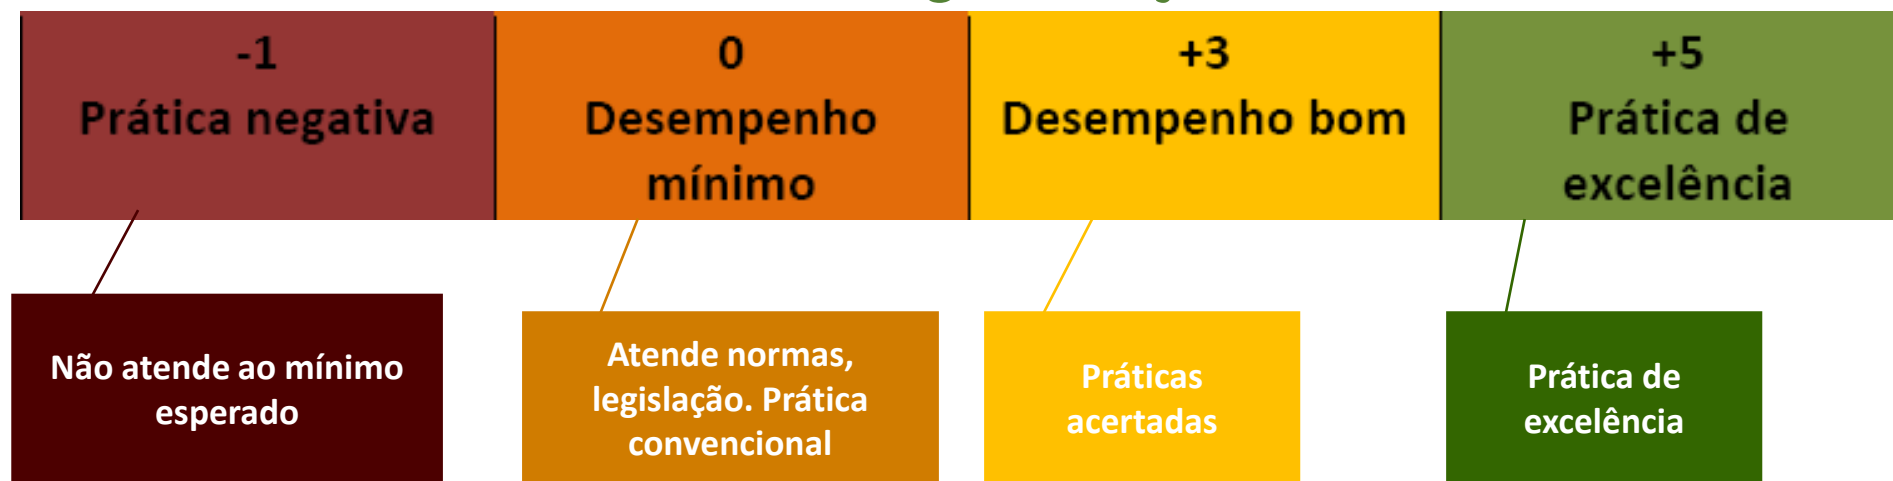 -1
Prática negativa
0
Desempenho
mínimo
+3
Desempenho bom
+5
Prática de
excelência
Não atende ao mínimo
esperado
Atende normas,
legislação. Prática
convencional
Práticas
acertadas
Prática de
excelência